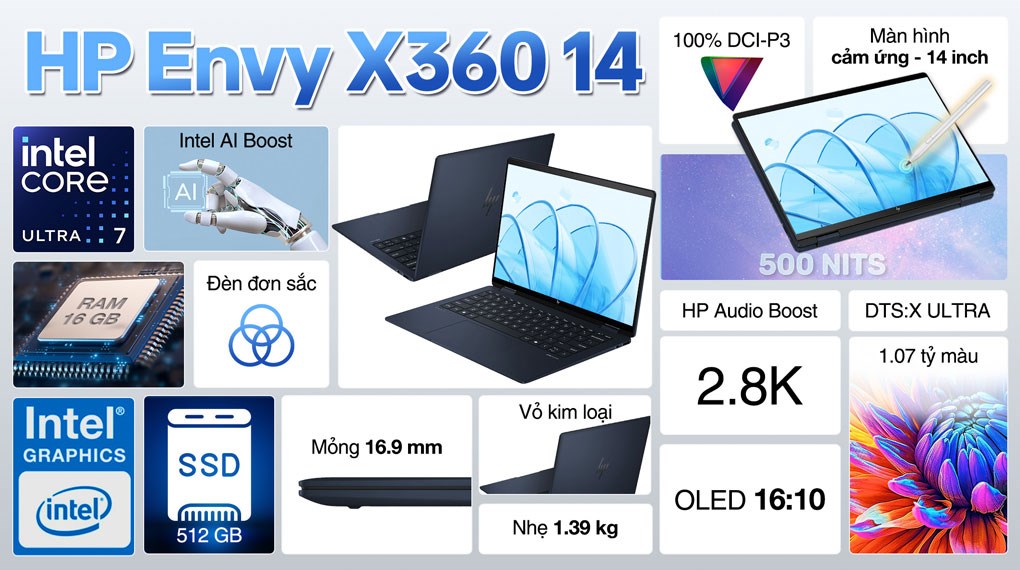 HP Envy X360 14
100% DCI-P3
Màn hình
cảm ứng - 14 inch
intel
CORE
ULTRA 7
Intel AI Boost
AI
500 NITS
RAM
16 GB
Đèn đơn sắc
HP Audio Boost
DTS:X ULTRA
2.8K
1.07 tỷ màu
Intel®
GRAPHICS
intel
SSD
512 GB
Mỏng 16.9 mm
Vỏ kim loại
Nhẹ 1.39 kg
OLED 16:10